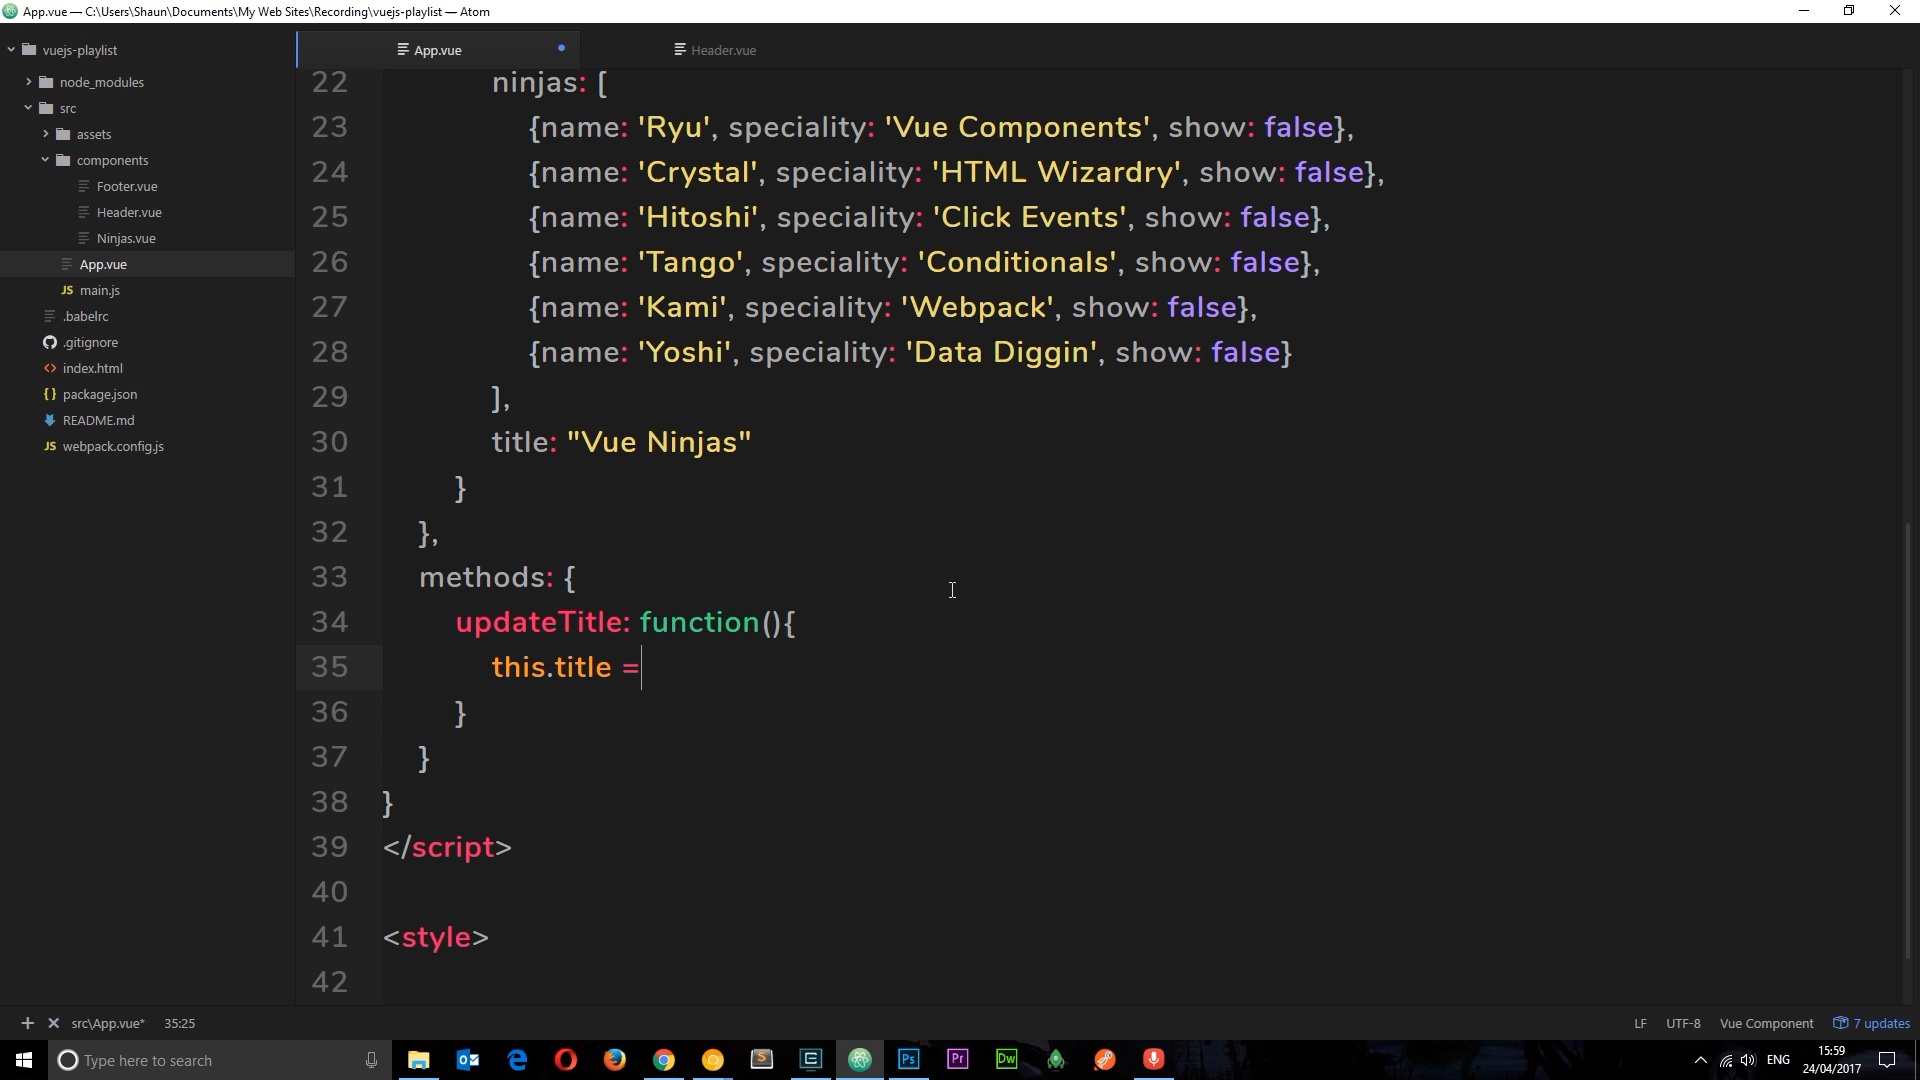 App.vue — C:\Users\Shaun\Documents\My Web Sites\Recording\vuejs-playlist — Atom
vuejs-playlist
node_modules
src
assets
components
Footer.vue
Header.vue
Ninjas.vue
App.vue
JS main.js
.babelrc
.gitignore
<> index.html
{} package.json
README.md
JS webpack.config.js
App.vue
Header.vue
22 ninjas: [
23 {name: 'Ryu', speciality: 'Vue Components', show: false},
24 {name: 'Crystal', speciality: 'HTML Wizardry', show: false},
25 {name: 'Hitoshi', speciality: 'Click Events', show: false},
26 {name: 'Tango', speciality: 'Conditionals', show: false},
27 {name: 'Kami', speciality: 'Webpack', show: false},
28 {name: 'Yoshi', speciality: 'Data Diggin', show: false}
29 ],
30 title: "Vue Ninjas"
31 }
32 },
33 methods: {
34 updateTitle: function(){
35 this.title =
36 }
37 }
38 }
39 </script>
40
41 <style>
42
src\App.vue* 35:25
LF UTF-8 Vue Component 7 updates
Type here to search
Ps
Pr
Dw
ENG
15:59
24/04/2017